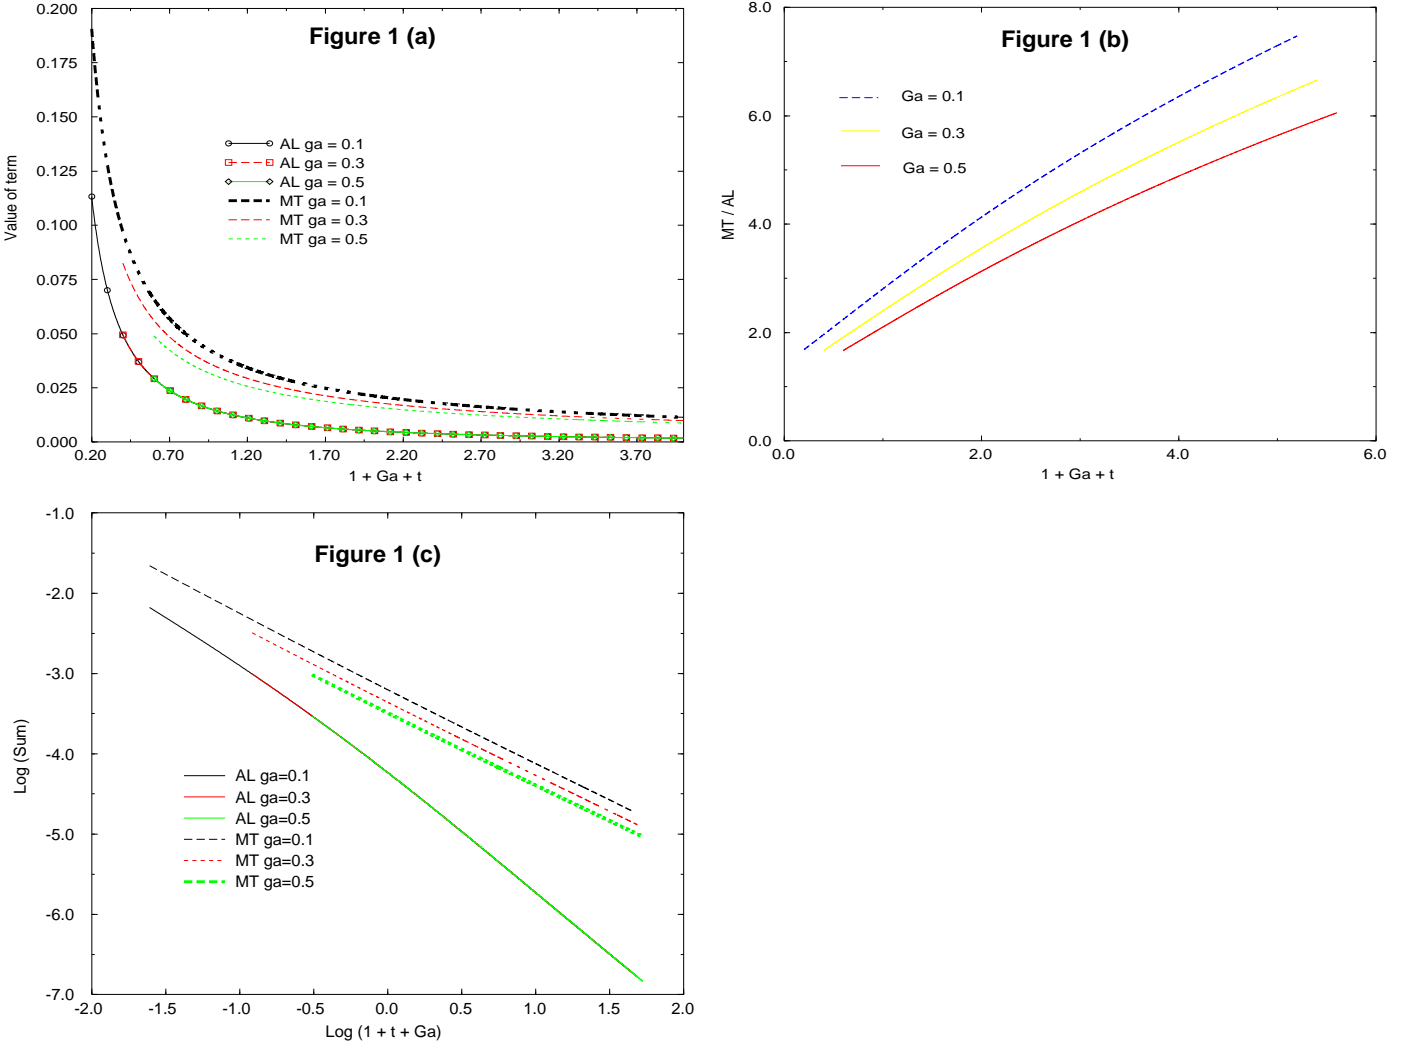 Figure 1 (a)
0.200
0.175
0.150
0.125
0.100
0.075
0.050
0.025
0.000
Value of term
AL ga = 0.1
AL ga = 0.3
AL ga = 0.5
MT ga = 0.1
MT ga = 0.3
MT ga = 0.5
0.20 0.70 1.20 1.70 2.20 2.70 3.20 3.70
1 + Ga + t
Figure 1 (b)
8.0
6.0
4.0
2.0
0.0
MT / AL
Ga = 0.1
Ga = 0.3
Ga = 0.5
0.0 2.0 4.0 6.0
1 + Ga + t
Figure 1 (c)
-1.0
-2.0
-3.0
-4.0
-5.0
-6.0
-7.0
Log (Sum)
AL ga=0.1
AL ga=0.3
AL ga=0.5
MT ga=0.1
MT ga=0.3
MT ga=0.5
-2.0 -1.5 -1.0 -0.5 0.0 0.5 1.0 1.5 2.0
Log (1 + t + Ga)